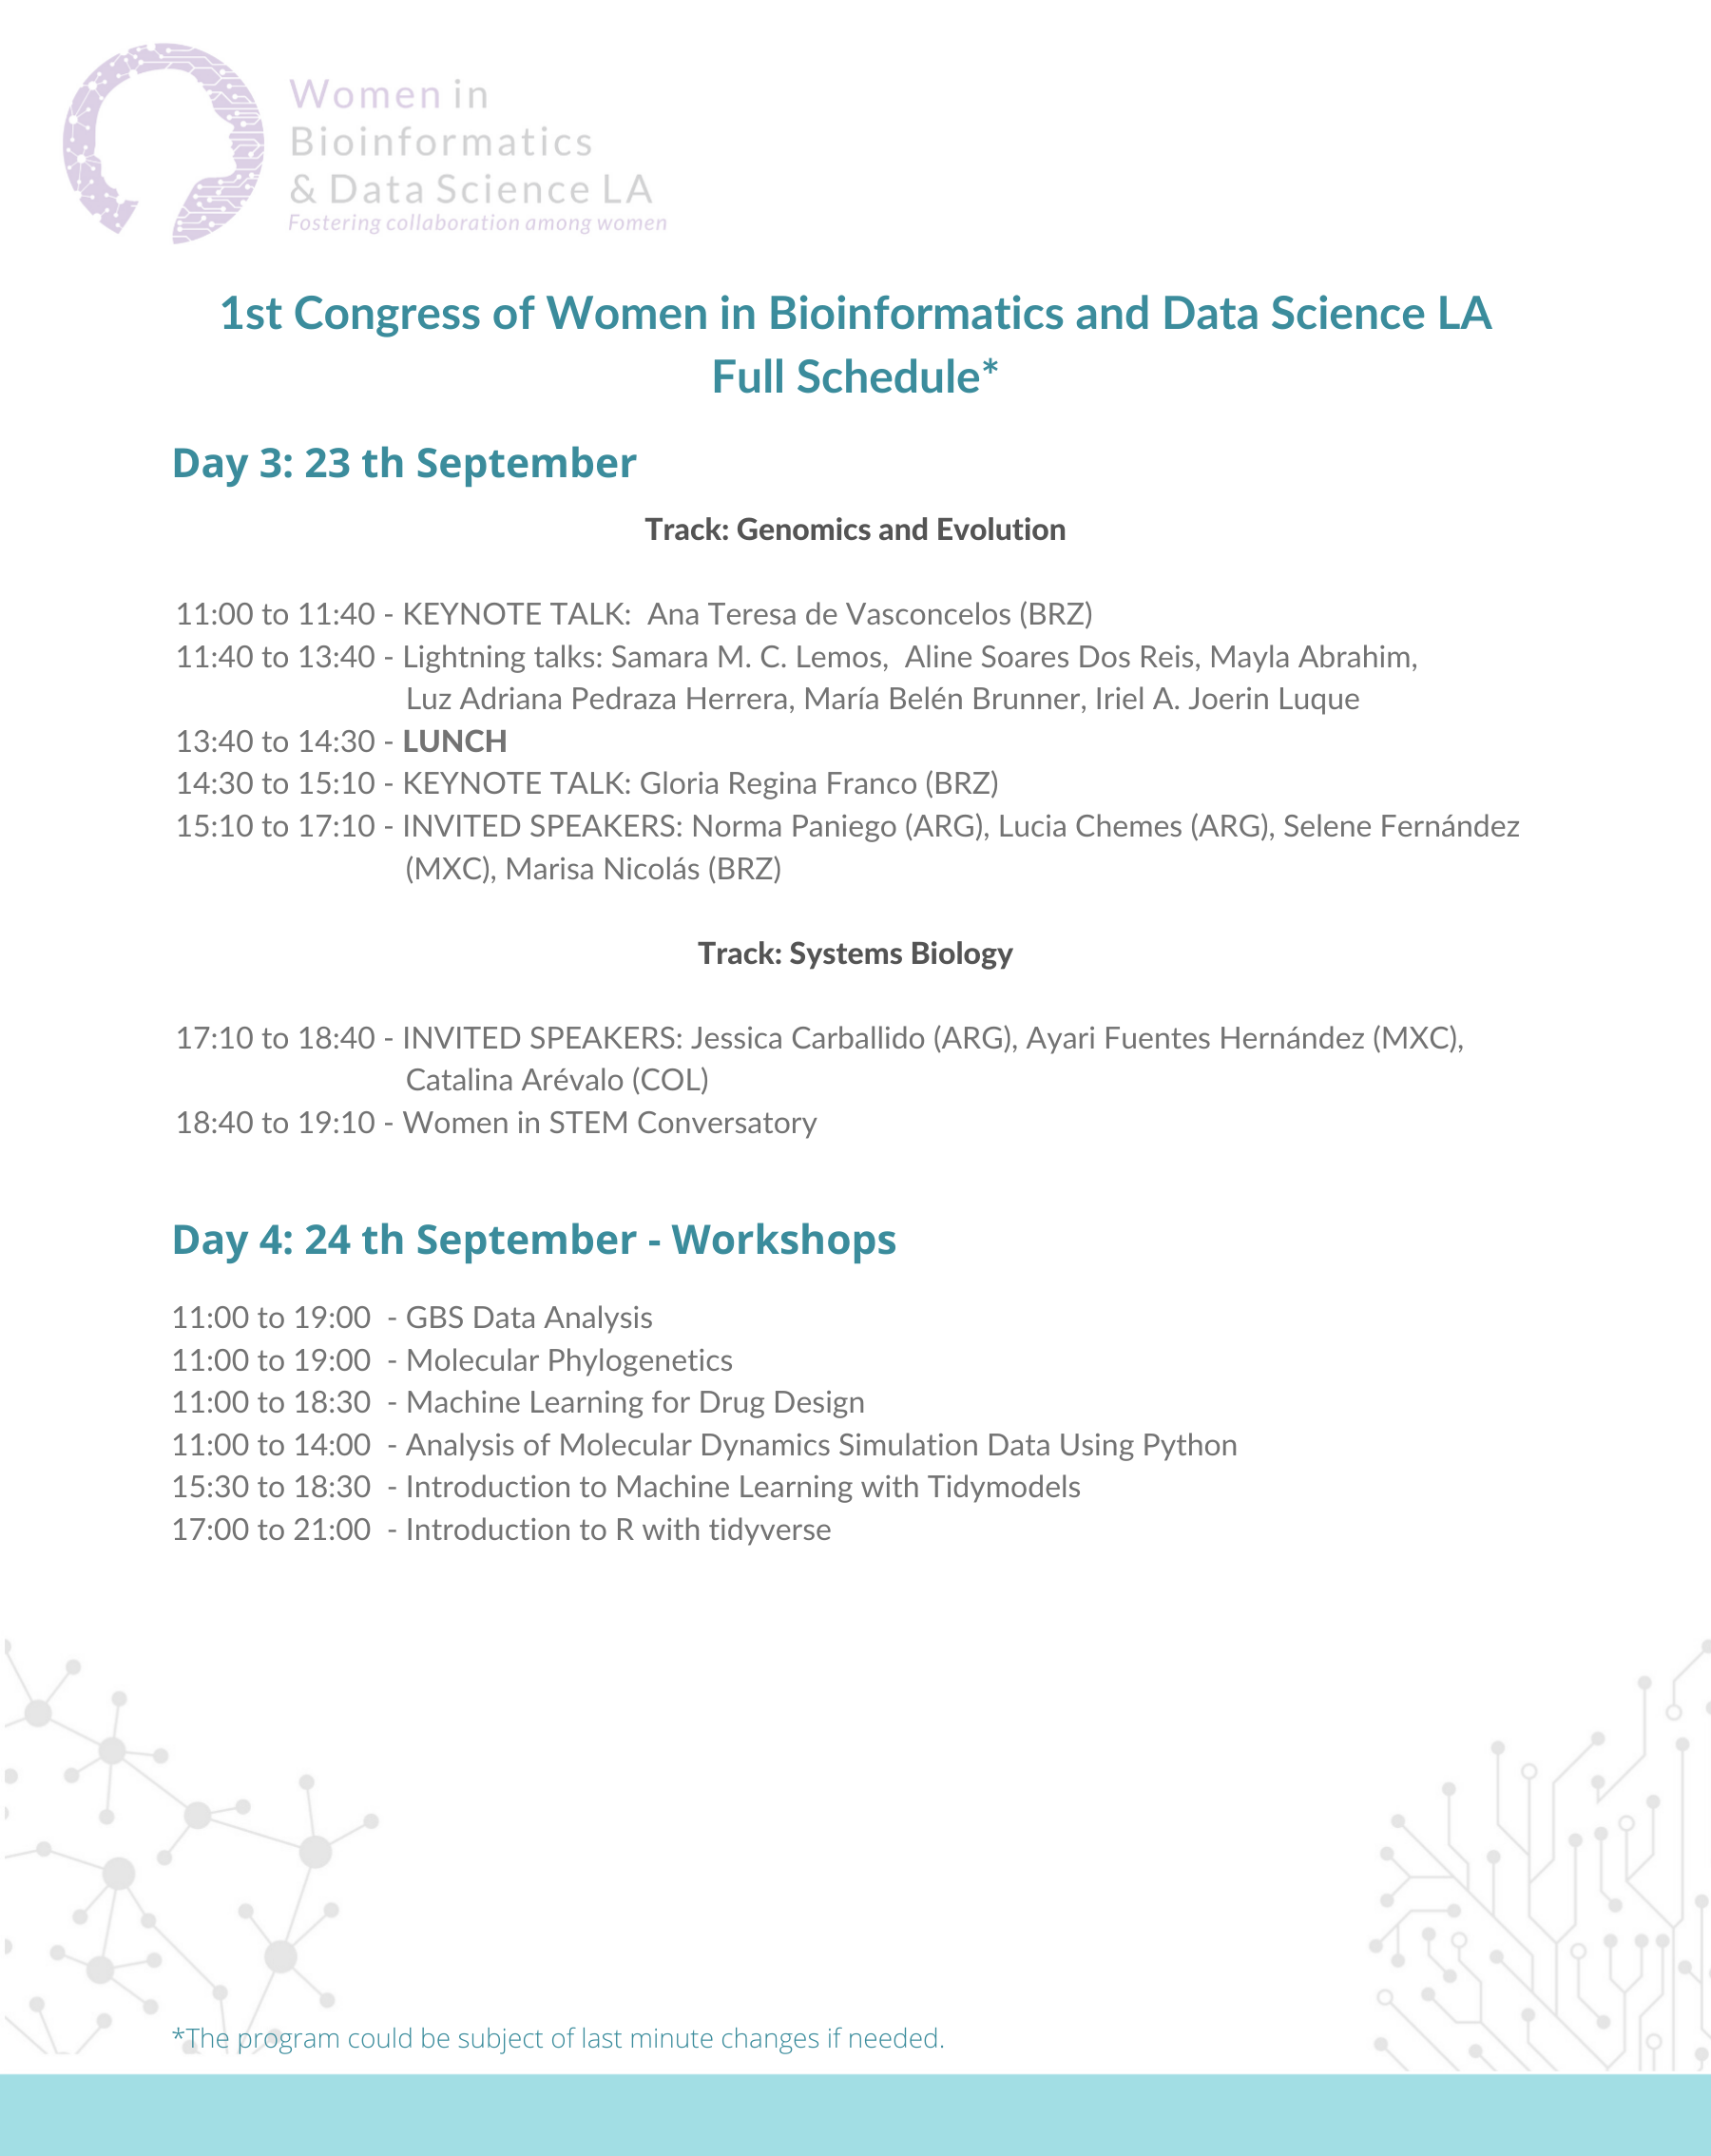 Women in
Bioinformatics
& Data Science LA
Fostering collaboration among women
1st Congress of Women in Bioinformatics and Data Science LA
Full Schedule*
Day 3: 23 th September
Track: Genomics and Evolution
11:00 to 11:40 - KEYNOTE TALK:  Ana Teresa de Vasconcelos (BRZ)
11:40 to 13:40 - Lightning talks: Samara M. C. Lemos,  Aline Soares Dos Reis, Mayla Abrahim,
Luz Adriana Pedraza Herrera, María Belén Brunner, Iriel A. Joerin Luque
13:40 to 14:30 - LUNCH
14:30 to 15:10 - KEYNOTE TALK: Gloria Regina Franco (BRZ)
15:10 to 17:10 - INVITED SPEAKERS: Norma Paniego (ARG), Lucia Chemes (ARG), Selene Fernández
(MXC), Marisa Nicolás (BRZ)
Track: Systems Biology
17:10 to 18:40 - INVITED SPEAKERS: Jessica Carballido (ARG), Ayari Fuentes Hernández (MXC),
Catalina Arévalo (COL)
18:40 to 19:10 - Women in STEM Conversatory
Day 4: 24 th September - Workshops
11:00 to 19:00  - GBS Data Analysis
11:00 to 19:00  - Molecular Phylogenetics
11:00 to 18:30  - Machine Learning for Drug Design
11:00 to 14:00  - Analysis of Molecular Dynamics Simulation Data Using Python
15:30 to 18:30  - Introduction to Machine Learning with Tidymodels
17:00 to 21:00  - Introduction to R with tidyverse
*The program could be subject of last minute changes if needed.